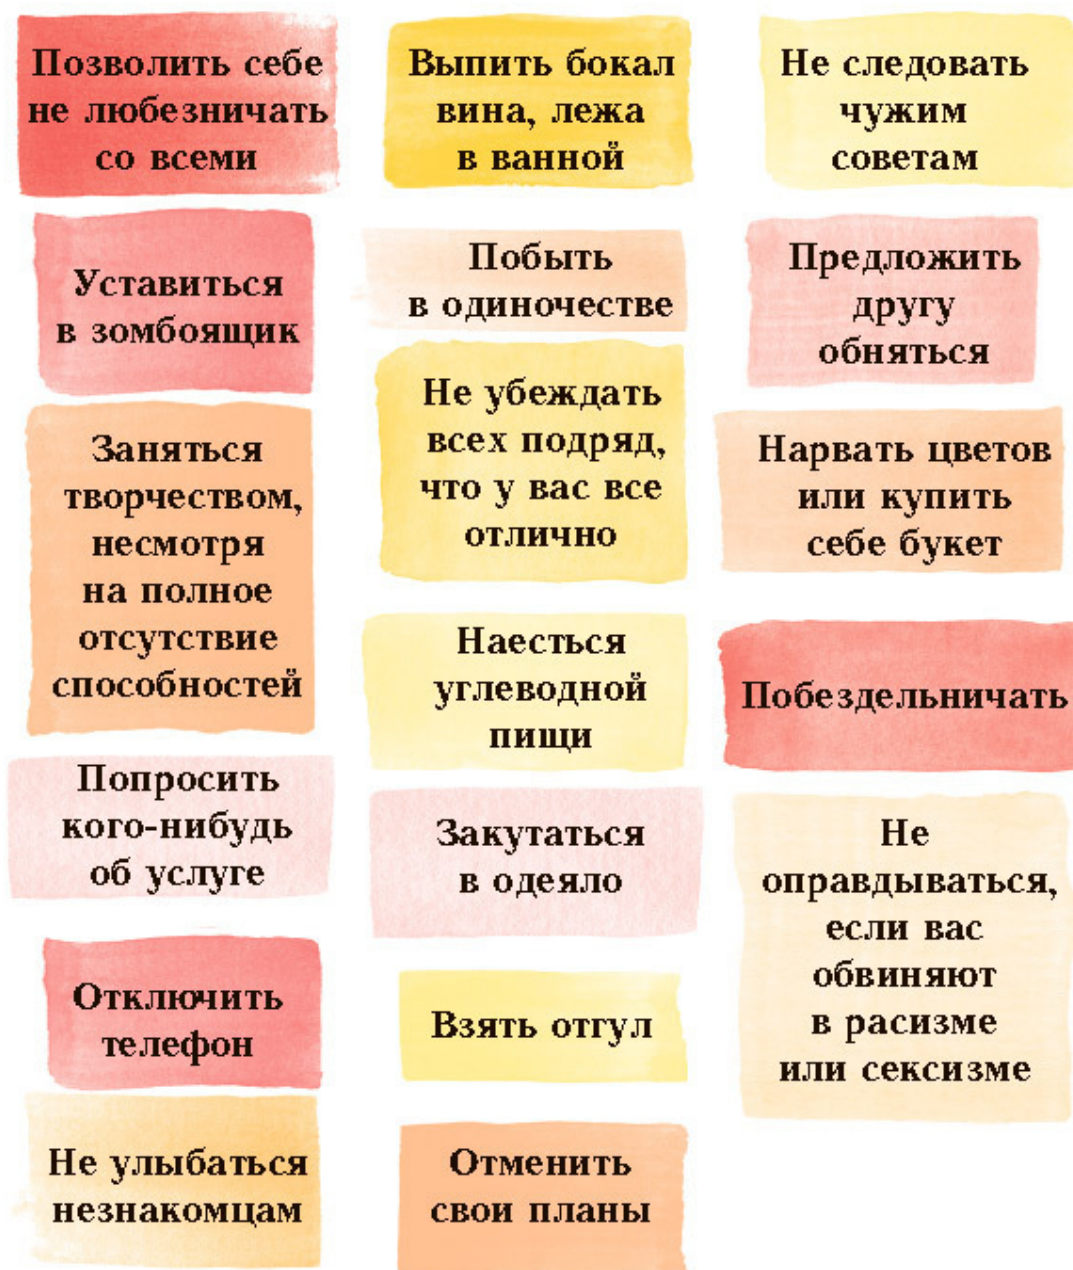 Позволить себе
не любезничать
со всеми
Уставиться
в зомбоящик
Заняться
творчеством,
несмотря
на полное
отсутствие
способностей
Попросить
кого-нибудь
об услуге
Отключить
телефон
Не улыбаться
незнакомцам
Выпить бокал
вина, лежа
в ванной
Побыть
в одиночестве
Не убеждать
всех подряд,
что у вас все
отлично
Наесться
углеводной
пищи
Закутаться
в одеяло
Взять отгул
Отменить
свои планы
Не следовать
чужим
советам
Предложить
другу
обняться
Нарвать цветов
или купить
себе букет
Побездельничать
Не
оправдываться,
если вас
обвиняют
в расизме
или сексизме